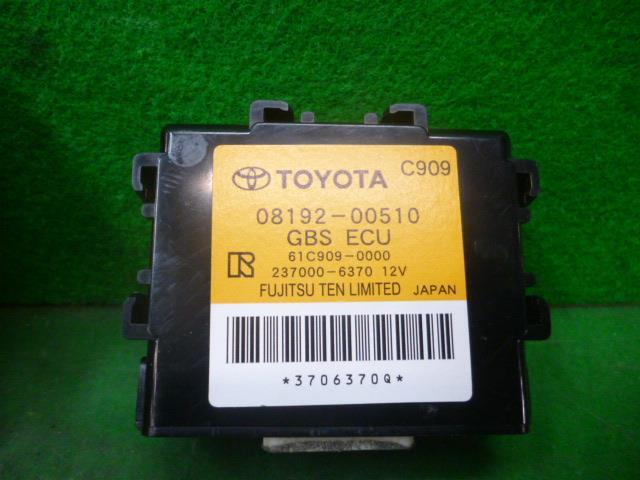 TOYOTA C909
08192-00510
GBS ECU
61C909-0000
R 237000-6370 12V
FUJITSU TEN LIMITED JAPAN
*3706370Q*